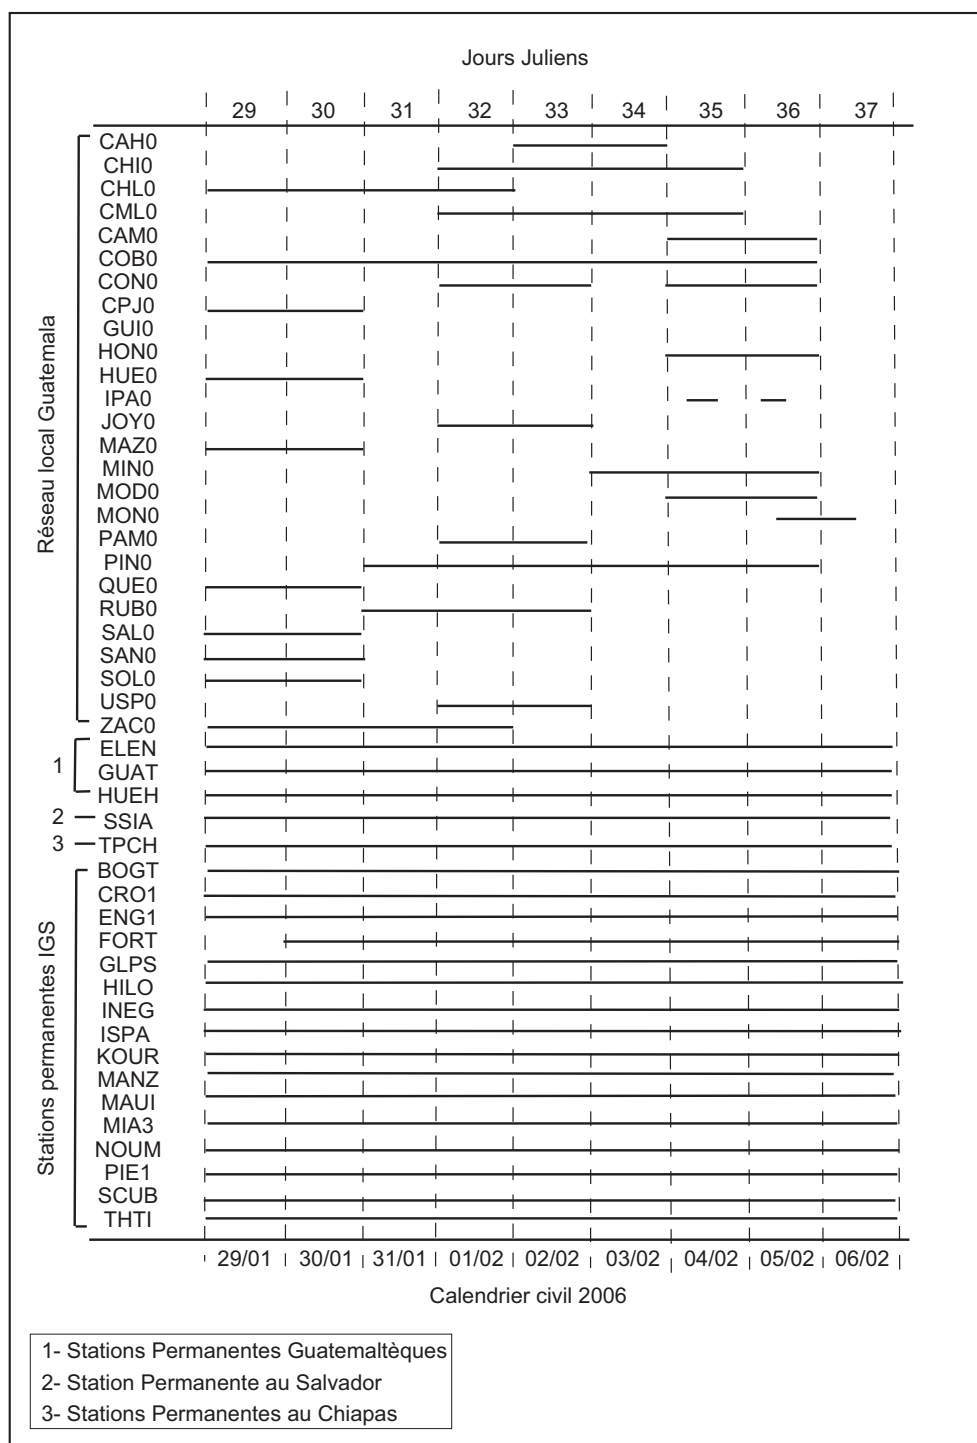 Jours Juliens
29 30 31 32 33 34 35 36 37
Réseau local Guatemala
CAH0
CHI0
CHL0
CML0
CAM0
COB0
CON0
CPJ0
GUI0
HON0
HUE0
IPA0
JOY0
MAZ0
MIN0
MOD0
MON0
PAM0
PIN0
QUE0
RUB0
SAL0
SAN0
SOL0
USP0
ZAC0
1
ELEN
GUAT
HUEH
2 SSIA
3 TPCH
Stations permanentes IGS
BOGT
CRO1
ENG1
FORT
GLPS
HILO
INEG
ISPA
KOUR
MANZ
MAUI
MIA3
NOUM
PIE1
SCUB
THTI
29/01 30/01 31/01 01/02 02/02 03/02 04/02 05/02 06/02
Calendrier civil 2006
1- Stations Permanentes Guatemaltèques
2- Station Permanente au Salvador
3- Stations Permanentes au Chiapas